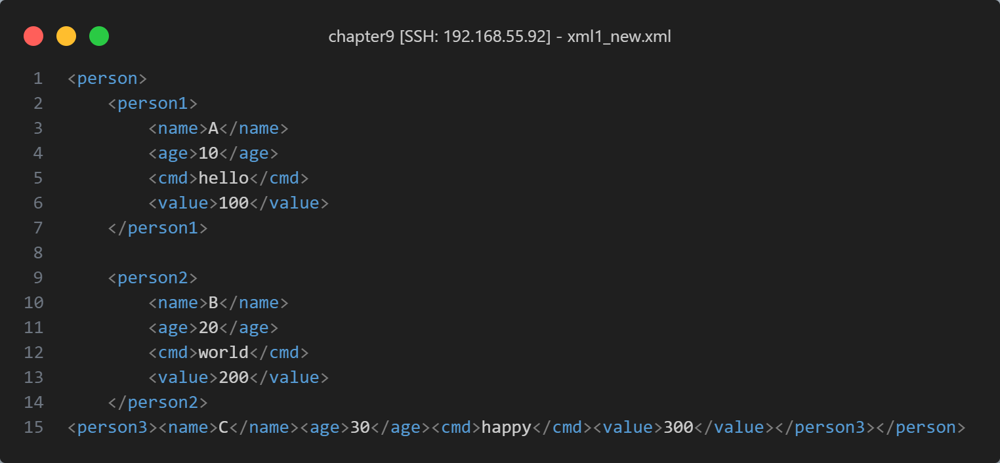 chapter9 [SSH: 192.168.55.92] - xml1_new.xml
1 <person>
2     <person1>
3         <name>A</name>
4         <age>10</age>
5         <cmd>hello</cmd>
6         <value>100</value>
7     </person1>
8
9     <person2>
10         <name>B</name>
11         <age>20</age>
12         <cmd>world</cmd>
13         <value>200</value>
14     </person2>
15 <person3><name>C</name><age>30</age><cmd>happy</cmd><value>300</value></person3></person>